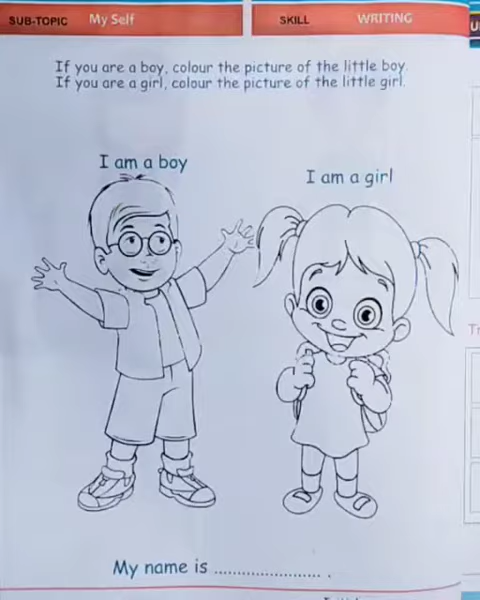 SUB-TOPIC My Self SKILL WRITING
If you are a boy, colour the picture of the little boy.
If you are a girl, colour the picture of the little girl.
I am a boy
I am a girl
My name is ..................... .